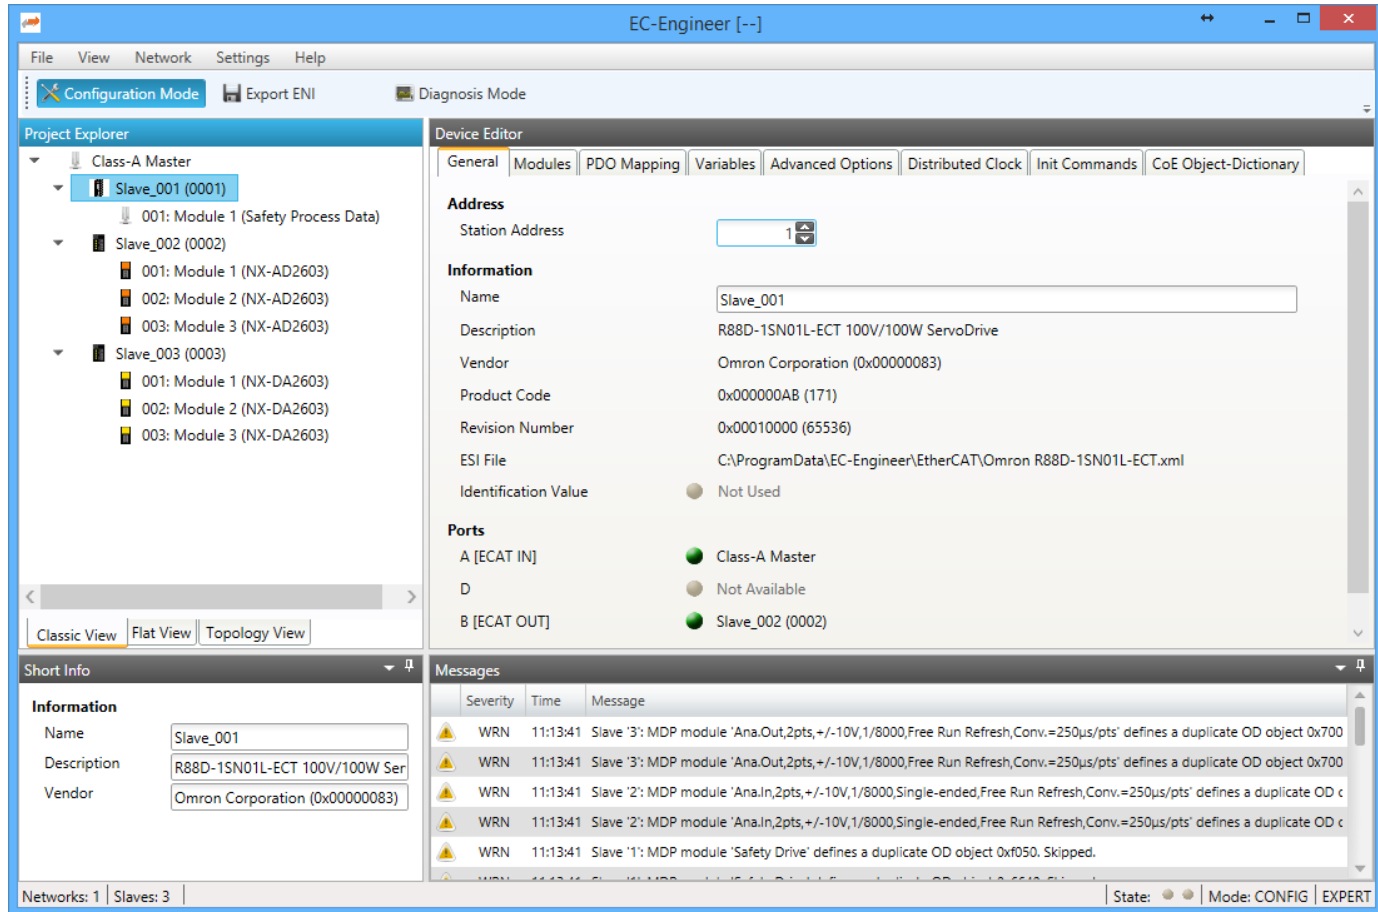 EC-Engineer [--]
File View Network Settings Help
Configuration Mode Export ENI Diagnosis Mode
Project Explorer
Class-A Master
Slave_001 (0001)
001: Module 1 (Safety Process Data)
Slave_002 (0002)
001: Module 1 (NX-AD2603)
002: Module 2 (NX-AD2603)
003: Module 3 (NX-AD2603)
Slave_003 (0003)
001: Module 1 (NX-DA2603)
002: Module 2 (NX-DA2603)
003: Module 3 (NX-DA2603)
Classic View Flat View Topology View
Device Editor
General Modules PDO Mapping Variables Advanced Options Distributed Clock Init Commands CoE Object-Dictionary
Address
Station Address 1
Information
Name Slave_001
Description R88D-1SN01L-ECT 100V/100W ServoDrive
Vendor Omron Corporation (0x00000083)
Product Code 0x000000AB (171)
Revision Number 0x00010000 (65536)
ESI File C:\ProgramData\EC-Engineer\EtherCAT\Omron R88D-1SN01L-ECT.xml
Identification Value Not Used
Ports
A [ECAT IN] Class-A Master
D Not Available
B [ECAT OUT] Slave_002 (0002)
Short Info
Information
Name Slave_001
Description R88D-1SN01L-ECT 100V/100W Ser
Vendor Omron Corporation (0x00000083)
Messages
Severity Time Message
WRN 11:13:41 Slave '3': MDP module 'Ana.Out,2pts,+/-10V,1/8000,Free Run Refresh,Conv.=250µs/pts' defines a duplicate OD object 0x700
WRN 11:13:41 Slave '3': MDP module 'Ana.Out,2pts,+/-10V,1/8000,Free Run Refresh,Conv.=250µs/pts' defines a duplicate OD object 0x700
WRN 11:13:41 Slave '2': MDP module 'Ana.In,2pts,+/-10V,1/8000,Single-ended,Free Run Refresh,Conv.=250µs/pts' defines a duplicate OD c
WRN 11:13:41 Slave '2': MDP module 'Ana.In,2pts,+/-10V,1/8000,Single-ended,Free Run Refresh,Conv.=250µs/pts' defines a duplicate OD c
WRN 11:13:41 Slave '1': MDP module 'Safety Drive' defines a duplicate OD object 0xf050. Skipped.
Networks: 1 Slaves: 3 State: Mode: CONFIG EXPERT